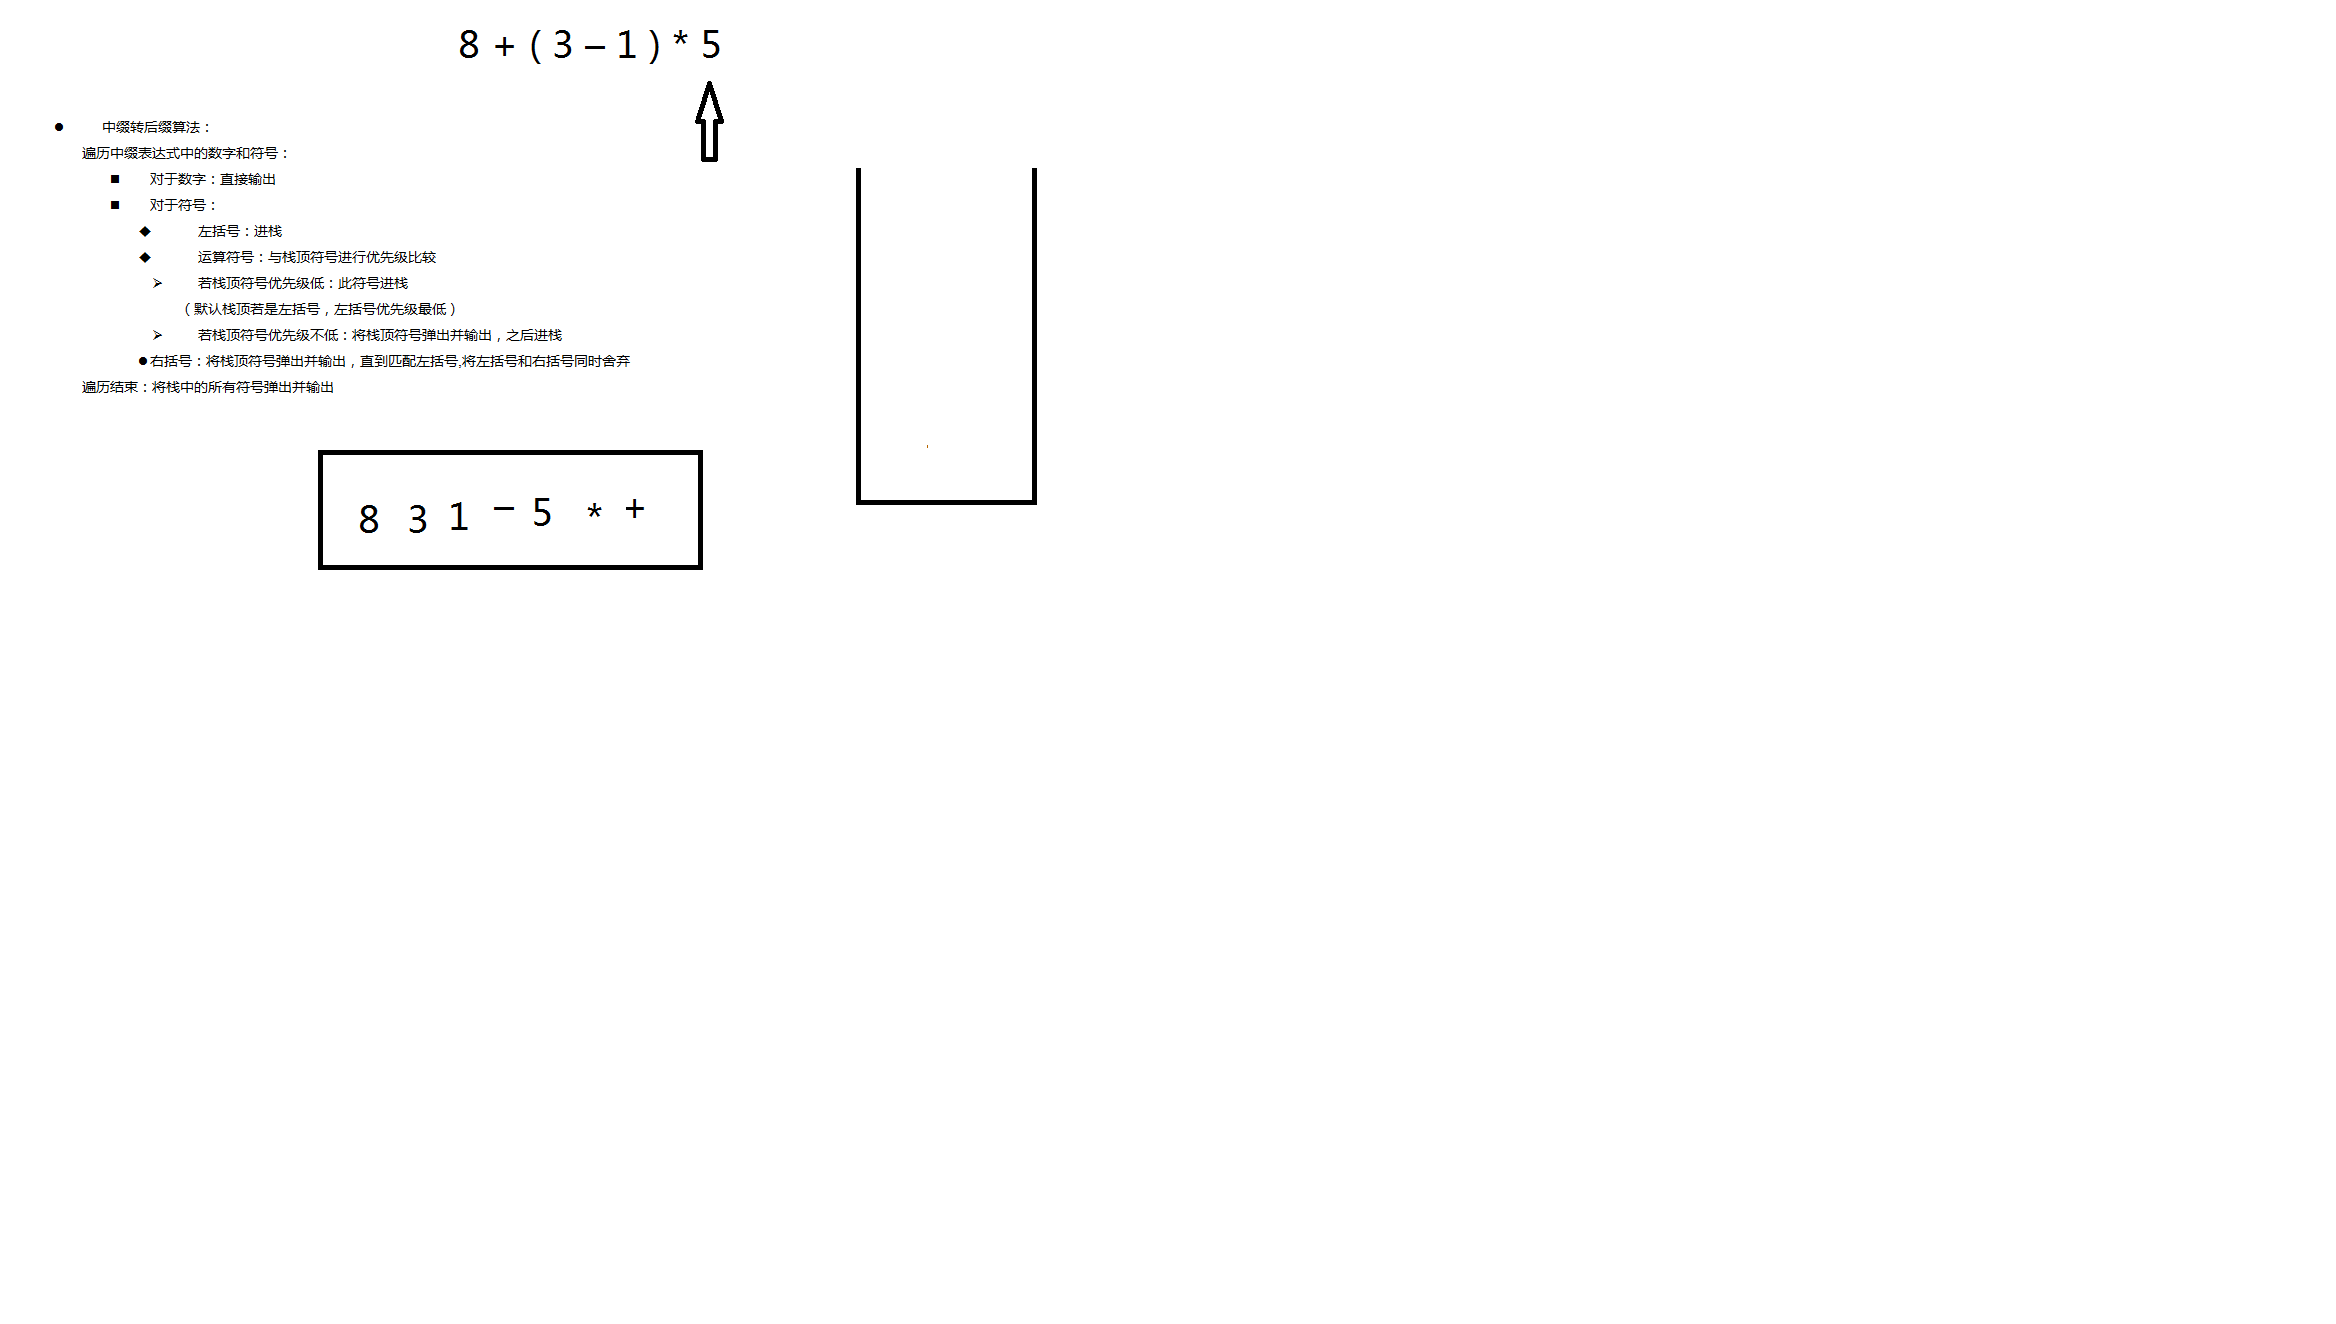 8 + ( 3 – 1 ) * 5
● 中缀转后缀算法：
遍历中缀表达式中的数字和符号：
■ 对于数字：直接输出
■ 对于符号：
◆ 左括号：进栈
◆ 运算符号：与栈顶符号进行优先级比较
➢ 若栈顶符号优先级低：此符号进栈
（默认栈顶若是左括号，左括号优先级最低）
➢ 若栈顶符号优先级不低：将栈顶符号弹出并输出，之后进栈
●右括号：将栈顶符号弹出并输出，直到匹配左括号,将左括号和右括号同时舍弃
遍历结束：将栈中的所有符号弹出并输出
8 3 1 – 5 * +